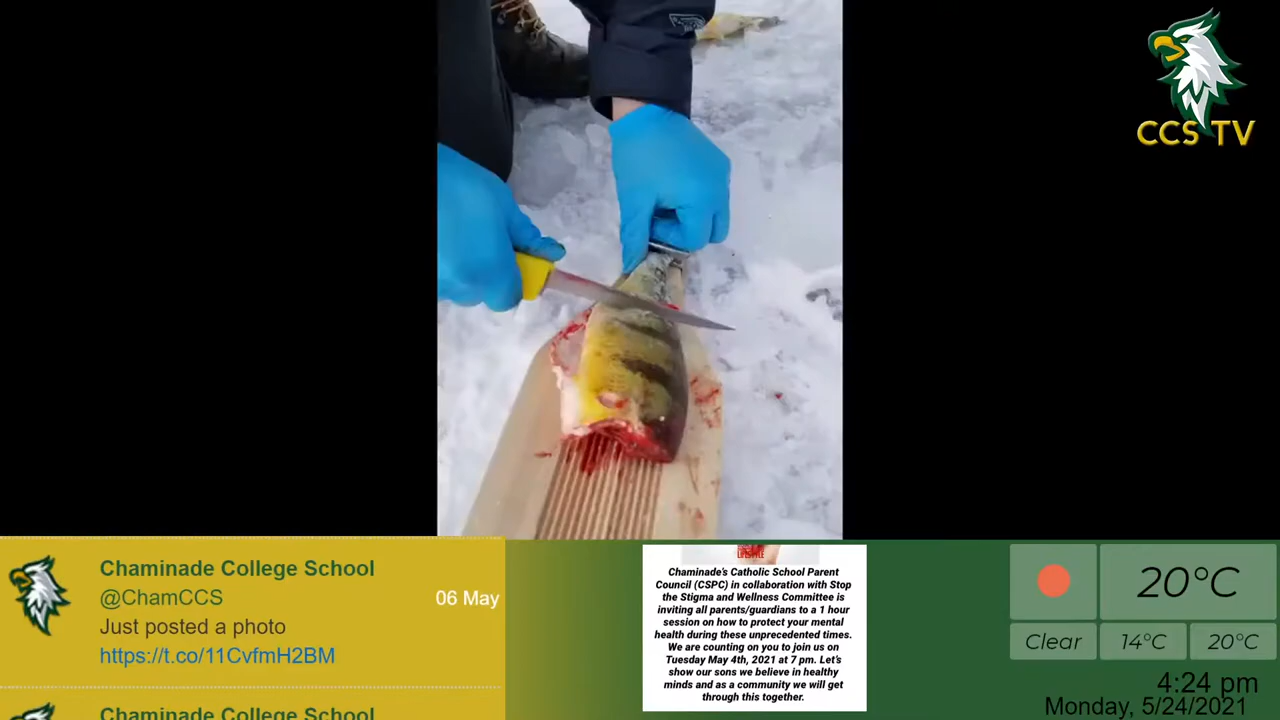 CCS TV
Chaminade College School
@ChamCCS
06 May
Just posted a photo
https://t.co/11CvfmH2BM
Chaminade College School
LIFESTYLE
Chaminade's Catholic School Parent
Council (CSPC) in collaboration with Stop
the Stigma and Wellness Committee is
inviting all parents/guardians to a 1 hour
session on how to protect your mental
health during these unprecedented times.
We are counting on you to join us on
Tuesday May 4th, 2021 at 7 pm. Let's
show our sons we believe in healthy
minds and as a community we will get
through this together.
20°C
Clear
14°C
20°C
4:24 pm
Monday, 5/24/2021